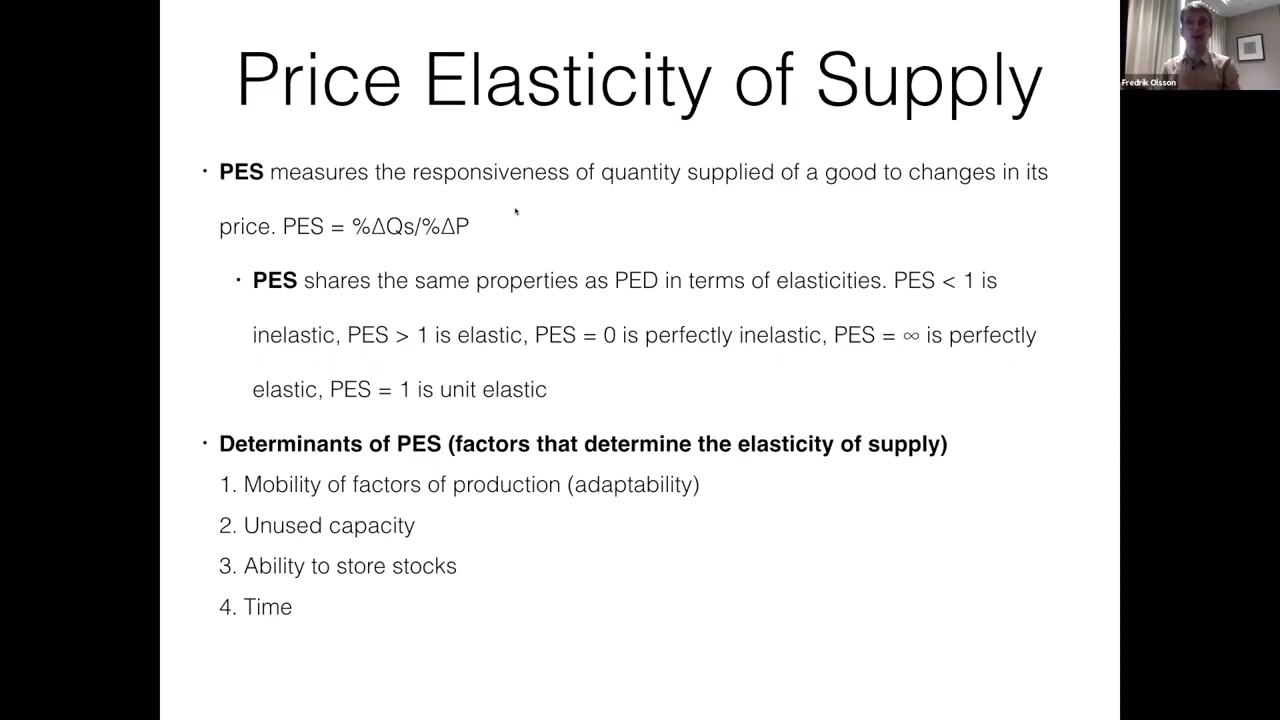 Price Elasticity of Supply
• PES measures the responsiveness of quantity supplied of a good to changes in its
price. PES = %ΔQs/%ΔP
• PES shares the same properties as PED in terms of elasticities. PES < 1 is
inelastic, PES > 1 is elastic, PES = 0 is perfectly inelastic, PES = ∞ is perfectly
elastic, PES = 1 is unit elastic
• Determinants of PES (factors that determine the elasticity of supply)
1. Mobility of factors of production (adaptability)
2. Unused capacity
3. Ability to store stocks
4. Time
Fredrik Olsson